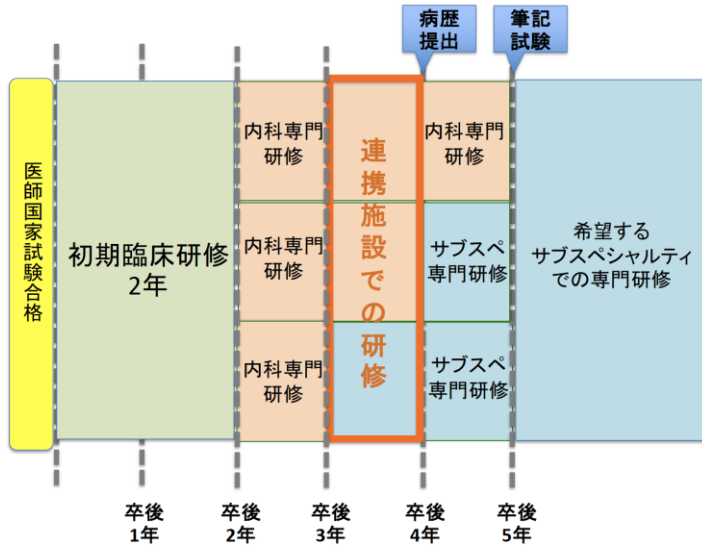 病歴
提出
筆記
試験
医師国家試験合格
初期臨床研修
2年
内科専門
研修
内科専門
研修
内科専門
研修
連携施設での研修
内科専門
研修
サブスペ
専門研修
サブスペ
専門研修
希望する
サブスペシャルティ
での専門研修
卒後
1年
卒後
2年
卒後
3年
卒後
4年
卒後
5年